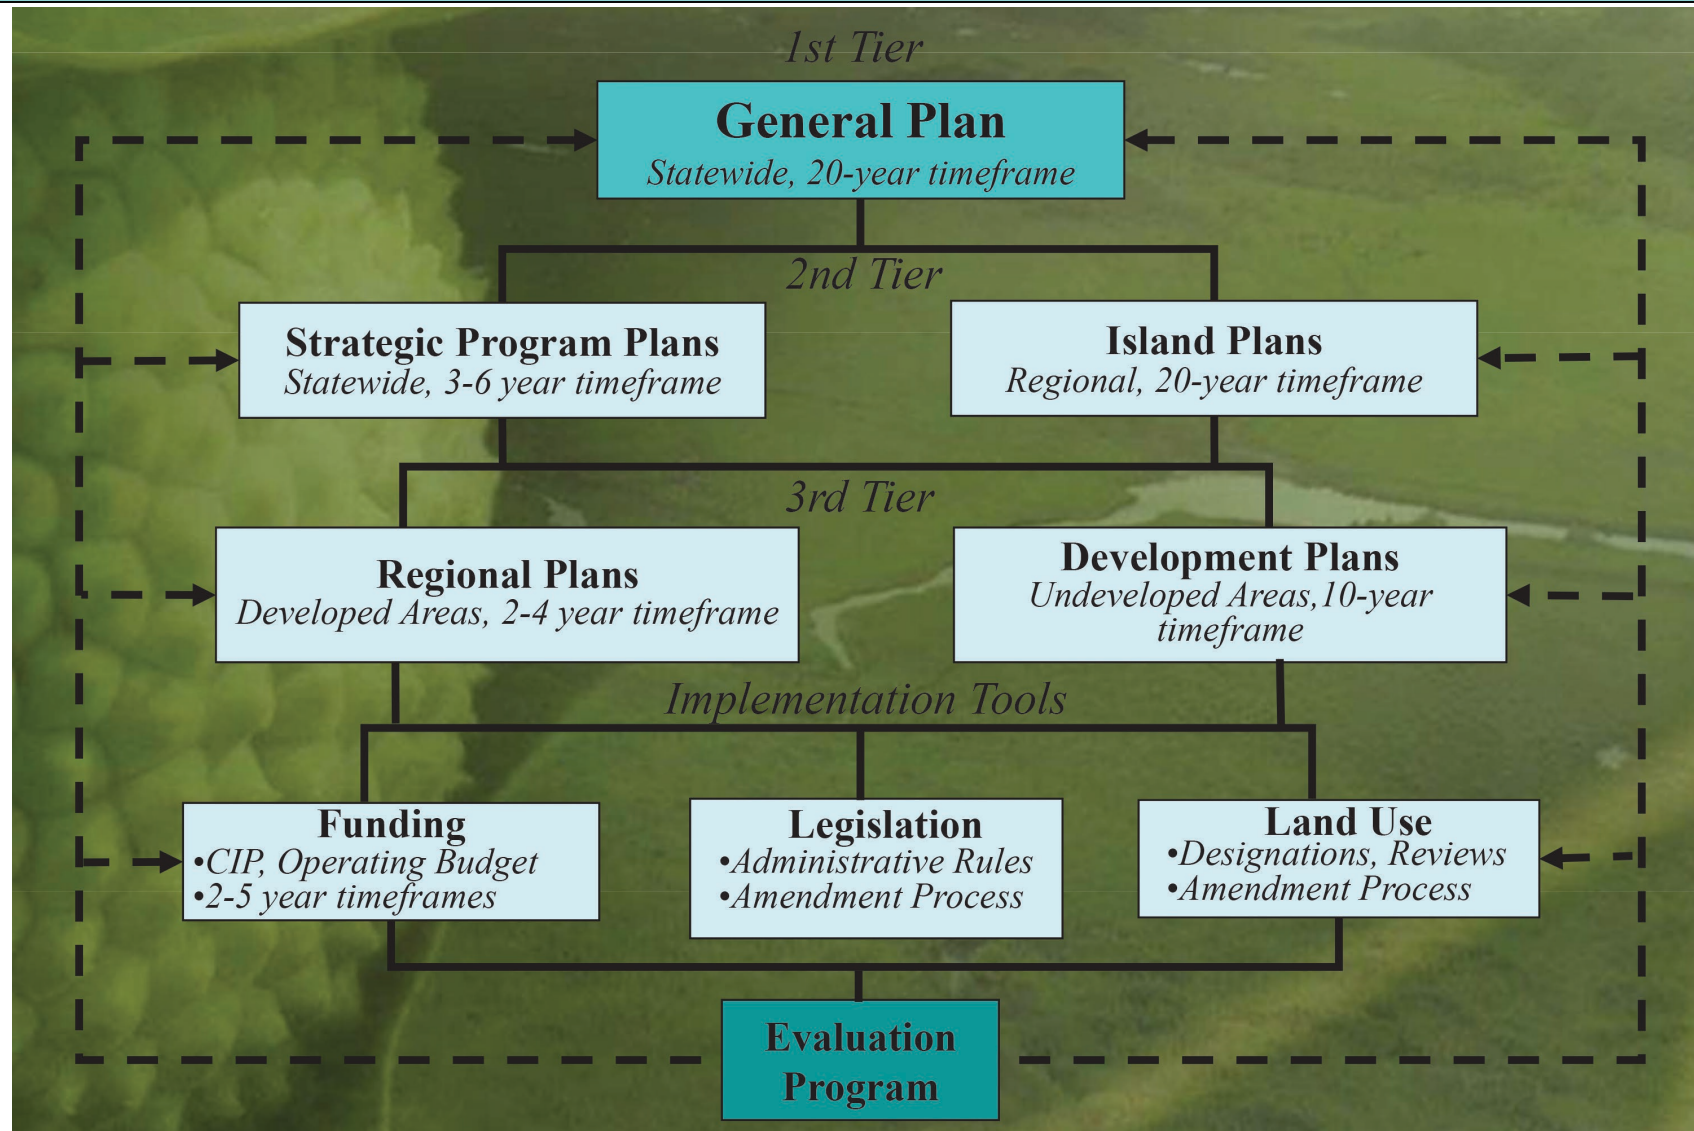 1st Tier
General Plan
Statewide, 20-year timeframe
2nd Tier
Strategic Program Plans
Statewide, 3-6 year timeframe
Island Plans
Regional, 20-year timeframe
3rd Tier
Regional Plans
Developed Areas, 2-4 year timeframe
Development Plans
Undeveloped Areas,10-year
timeframe
Implementation Tools
Funding
•CIP, Operating Budget
•2-5 year timeframes
Legislation
•Administrative Rules
•Amendment Process
Land Use
•Designations, Reviews
•Amendment Process
Evaluation
Program